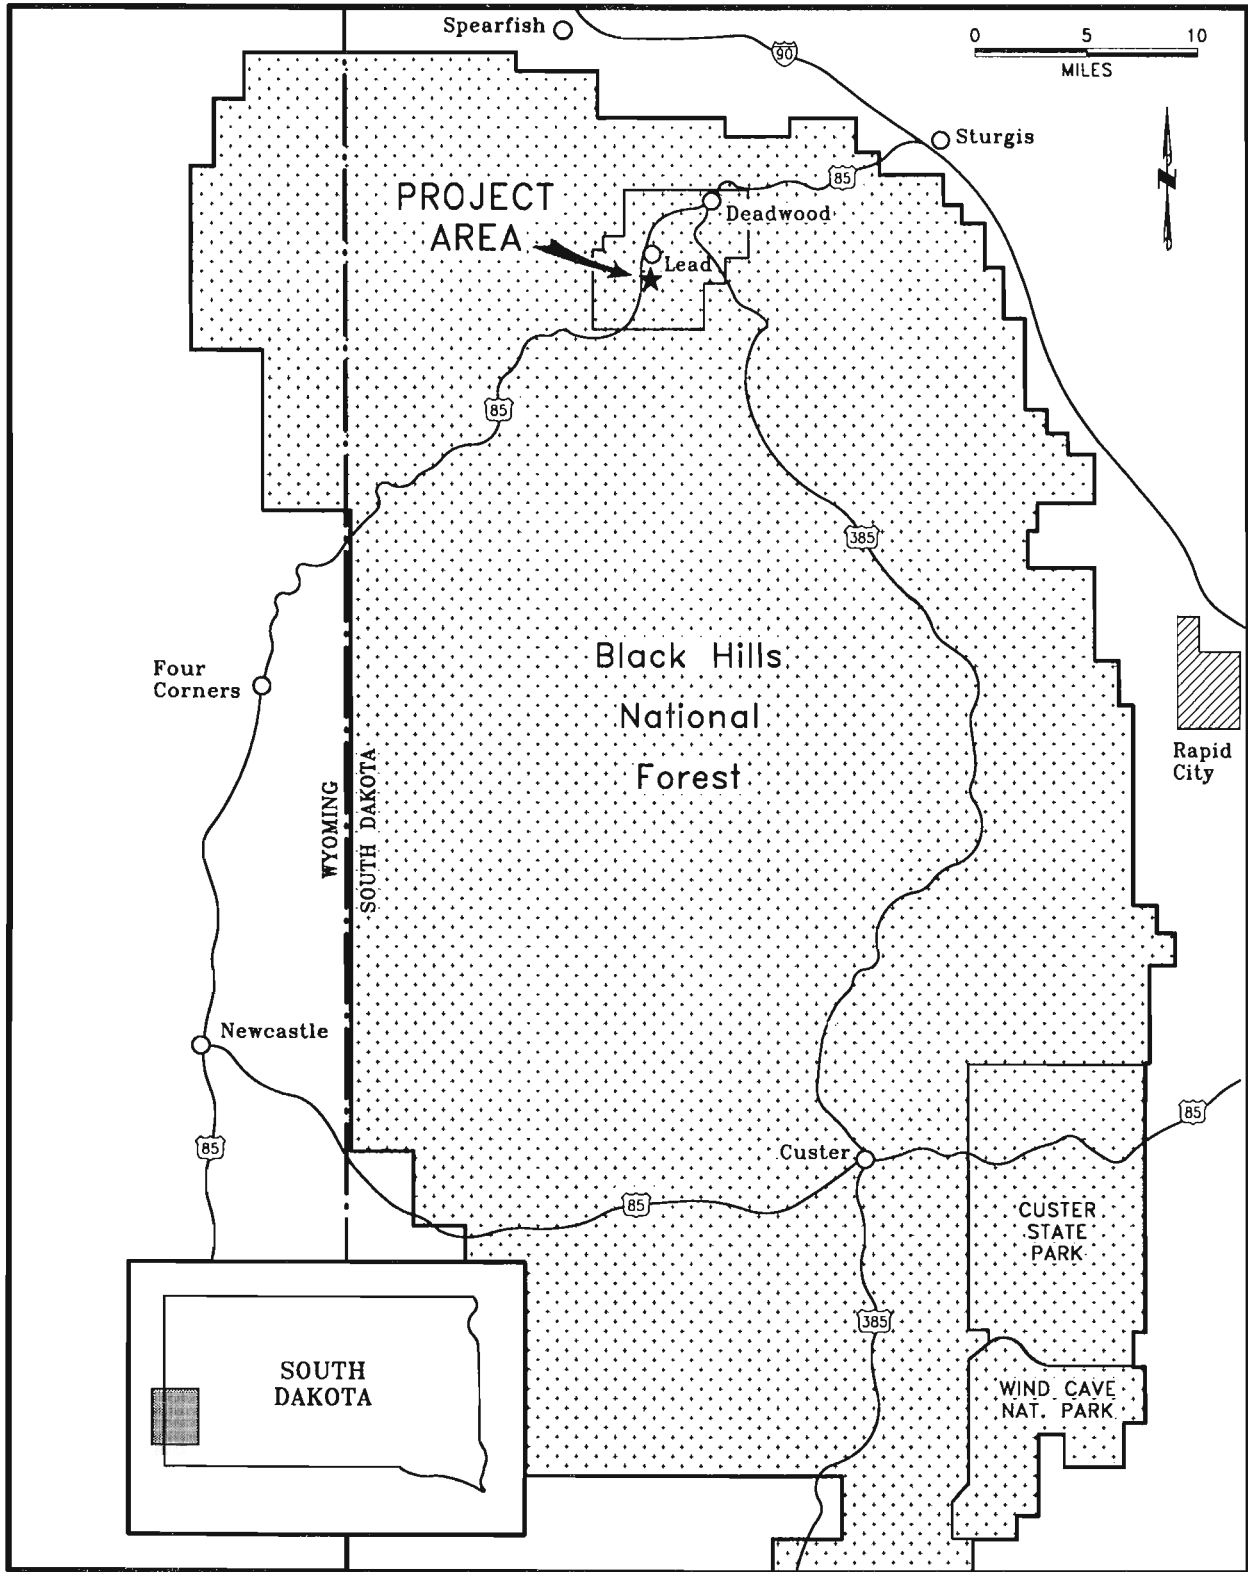 Spearfish
90
0 5 10
MILES
Sturgis
N
85
PROJECT
AREA
Deadwood
Lead
85
385
Black Hills
National
Forest
Four
Corners
Rapid
City
WYOMING
SOUTH DAKOTA
Newcastle
85
Custer
85
85
CUSTER
STATE
PARK
385
WIND CAVE
NAT. PARK
SOUTH
DAKOTA